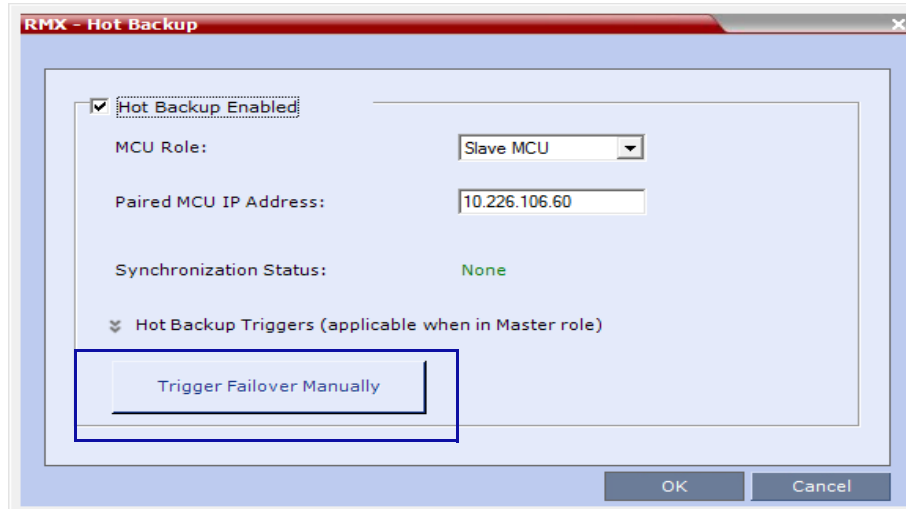 RMX - Hot Backup
Hot Backup Enabled
MCU Role: Slave MCU
Paired MCU IP Address: 10.226.106.60
Synchronization Status: None
Hot Backup Triggers (applicable when in Master role)
Trigger Failover Manually
OK Cancel